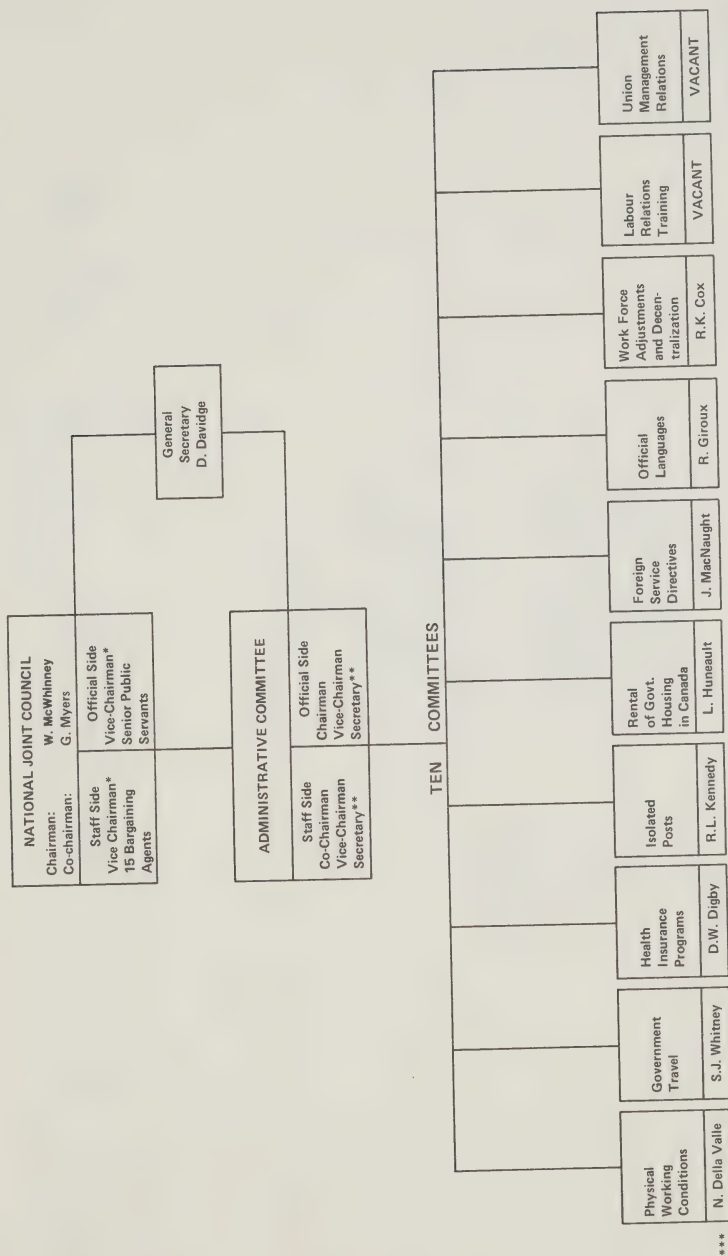 NATIONAL JOINT COUNCIL
Chairman: W. McWhinney
Co-chairman: G. Myers
Staff Side
Vice Chairman*
15 Bargaining
Agents
Official Side
Vice-Chairman*
Senior Public
Servants
General
Secretary
D. Davidge
ADMINISTRATIVE COMMITTEE
Staff Side
Co-Chairman
Vice-Chairman
Secretary**
Official Side
Chairman
Vice-Chairman
Secretary**
TEN COMMITTEES
Physical
Working
Conditions
N. Della Valle
Government
Travel
S.J. Whitney
Health
Insurance
Programs
D.W. Digby
Isolated
Posts
R.L. Kennedy
Rental
of Govt.
Housing
in Canada
L. Huneault
Foreign
Service
Directives
J. MacNaught
Official
Languages
R. Giroux
Work Force
Adjustments
and Decen-
tralization
R.K. Cox
Labour
Relations
Training
VACANT
Union
Management
Relations
VACANT
***